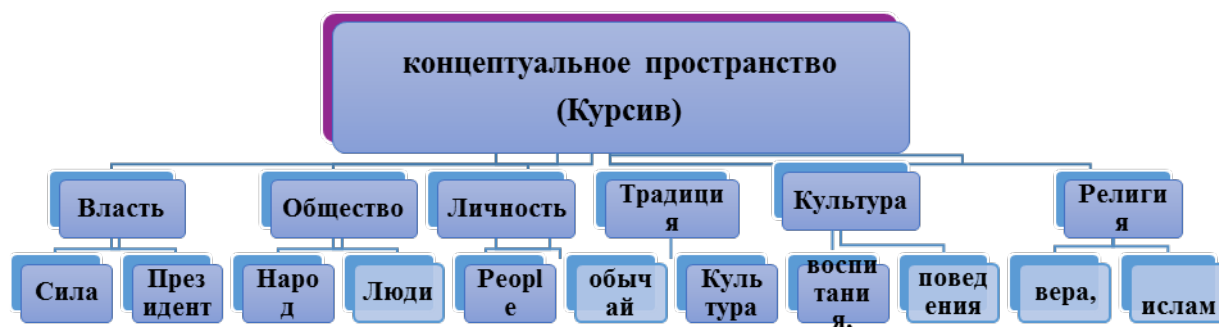 концептуальное пространство
(Курсив)
Власть
Общество
Личность
Традици
я
Культура
Религи
я
Сила
През
идент
Наро
д
Люди
Peopl
e
обыч
ай
Куль
тура
воспи
тани
я,
повед
ения
вера,
ислам